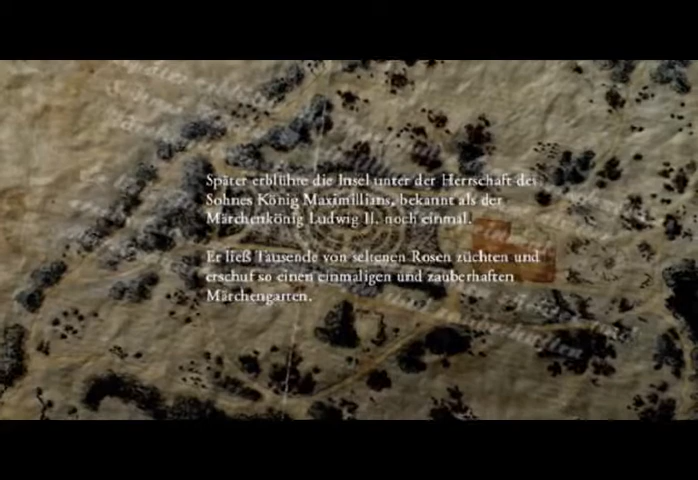 Später erblühte die Insel unter der Herrschaft des
Sohnes König Maximillians, bekannt als der
Märchenkönig Ludwig II. noch einmal.
Er ließ Tausende von seltenen Rosen züchten und
erschuf so einen einmaligen und zauberhaften
Märchengarten.